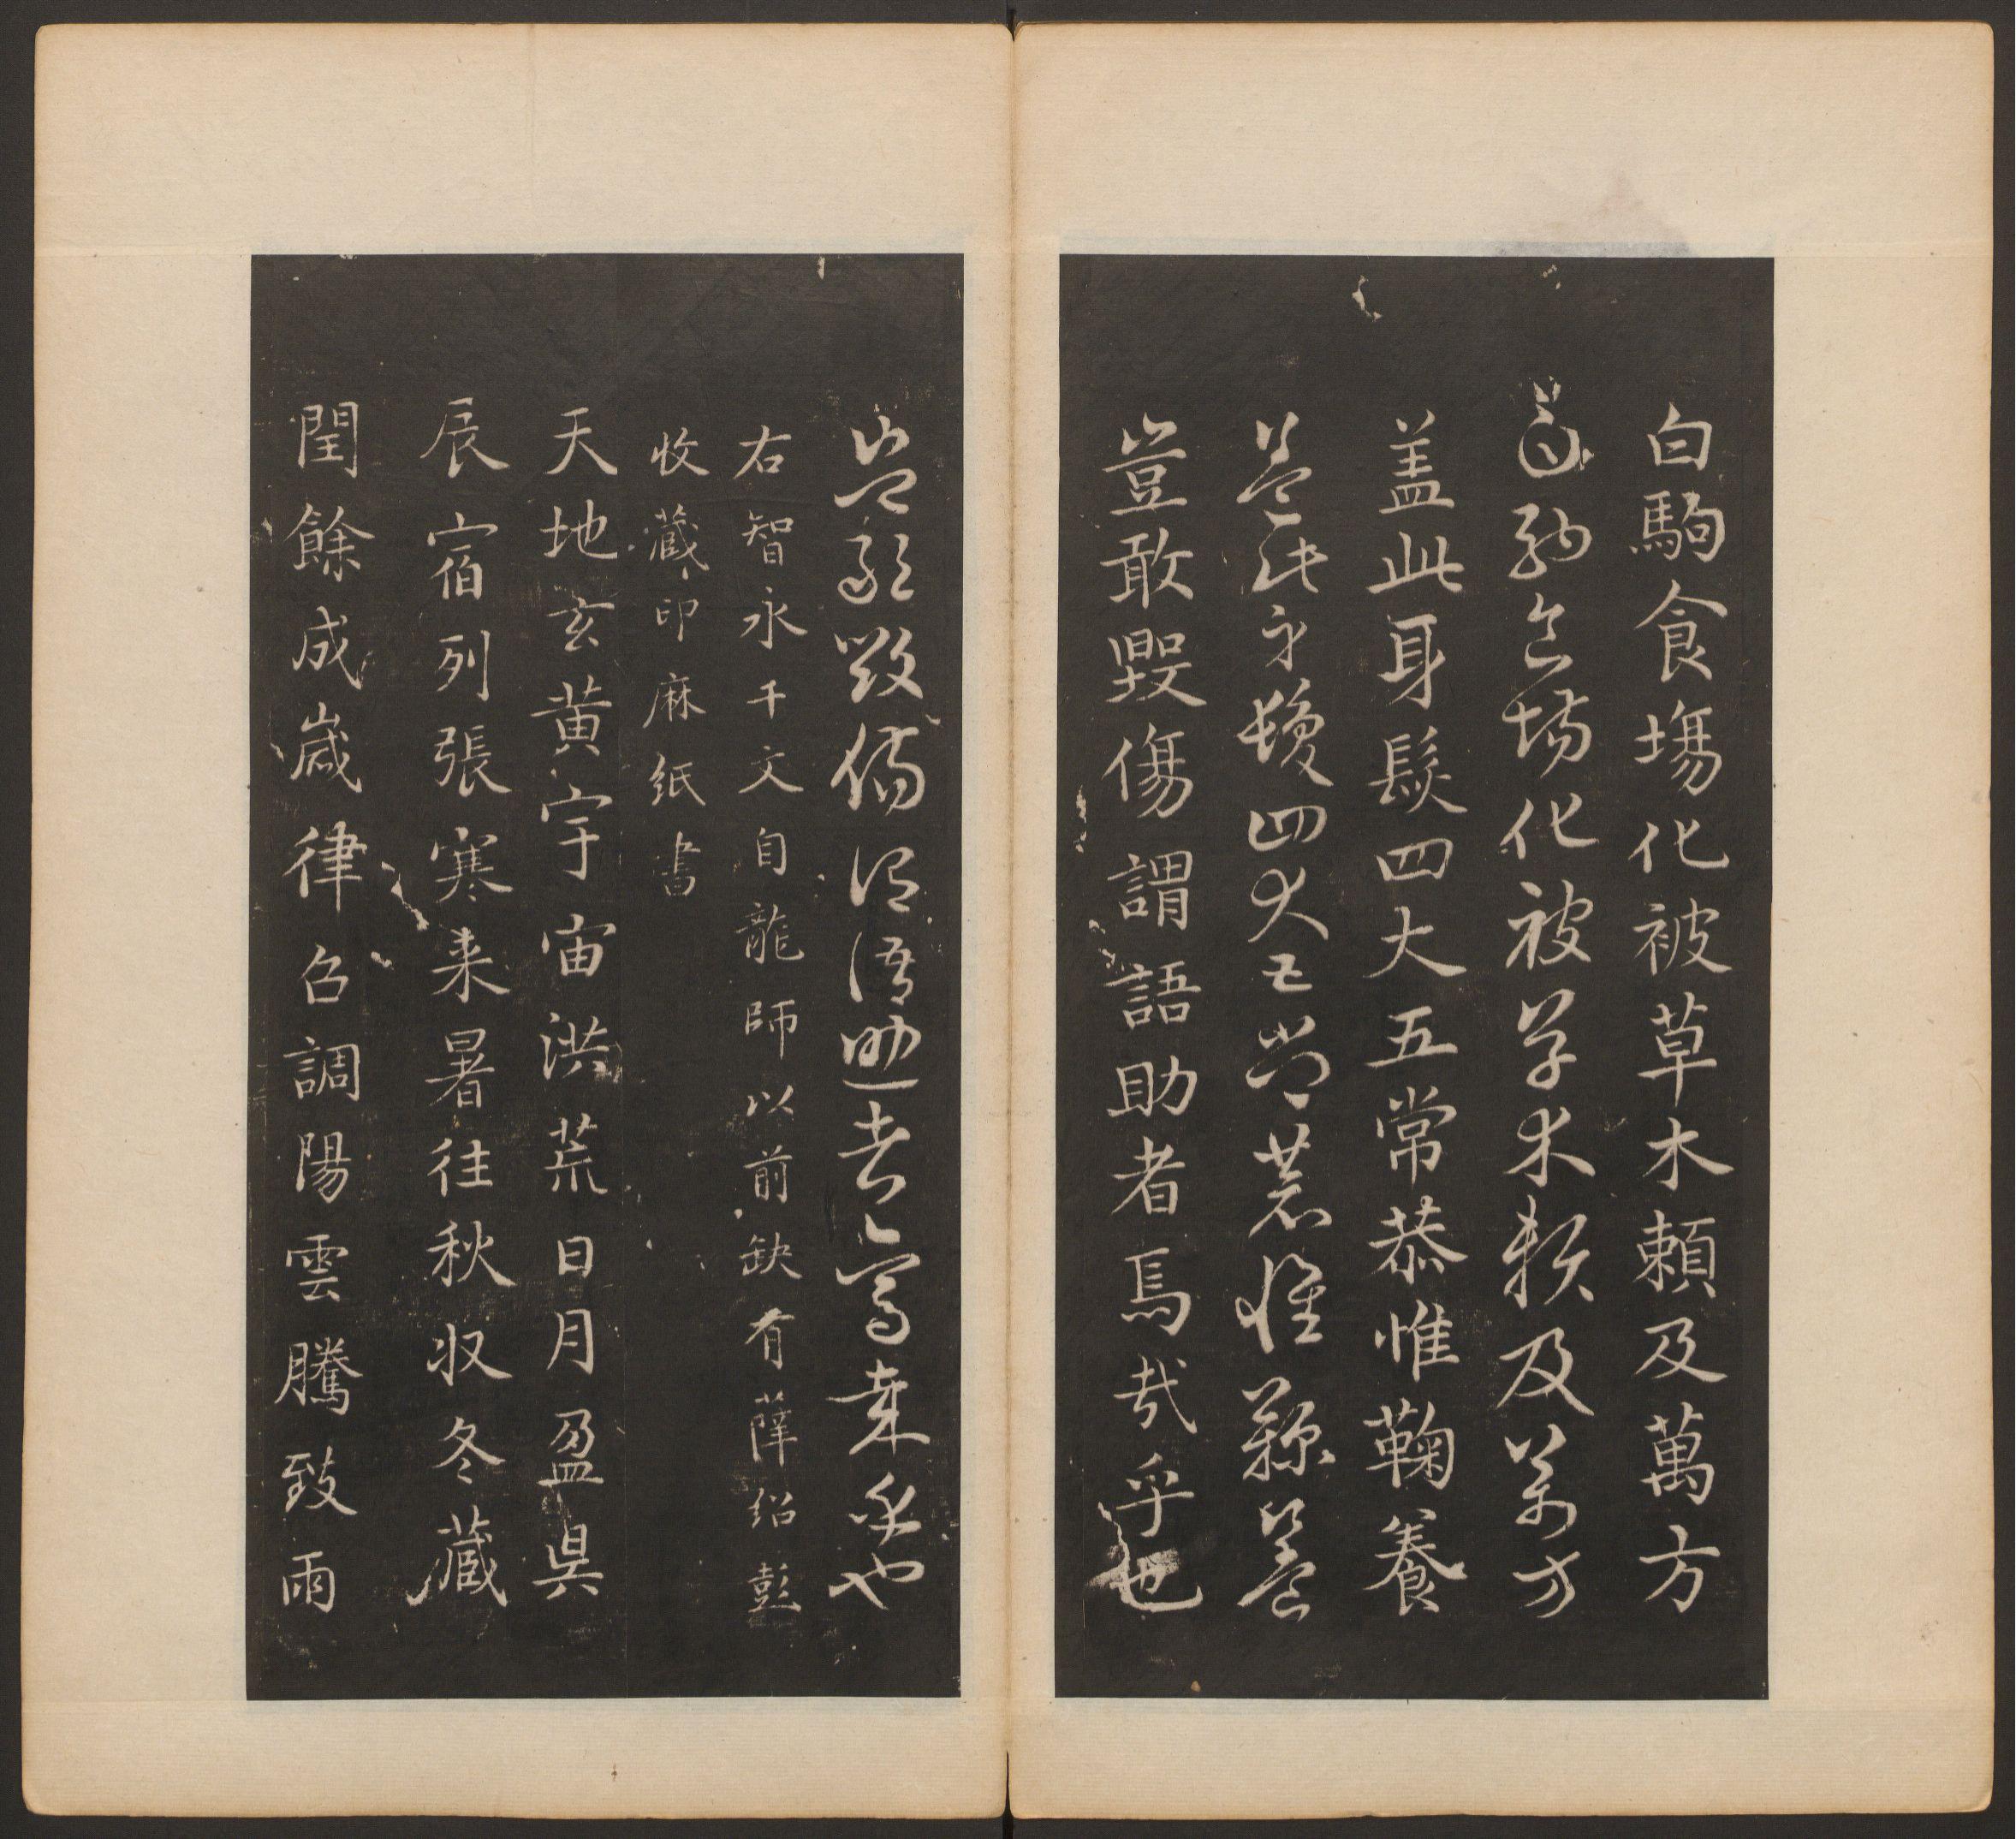 白駒食場化被草木賴及萬方
白駒食場化被草木賴及萬方
盖此身髮四大五常恭惟鞠養
盖此身髮四大五常恭惟鞠養
豈敢毀傷謂語助者焉哉乎也
豈敢毀傷謂語助者焉哉乎也
右智永千文自龍師以前缺有薛紹彭
收藏印麻紙書
天地玄黃宇宙洪荒日月盈昃
辰宿列張寒来暑往秋収冬蔵
閏餘成歲律召調陽雲騰致雨